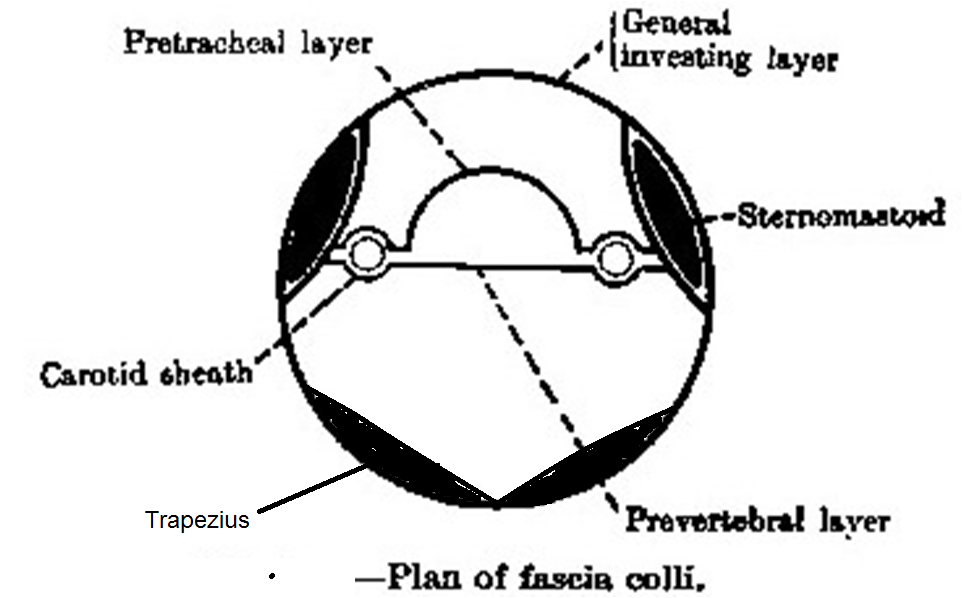 Pretracheal layer
General
investing layer
Sternomastoid
Carotid sheath
Trapezius
Prevertebral layer
—Plan of fascia colli.